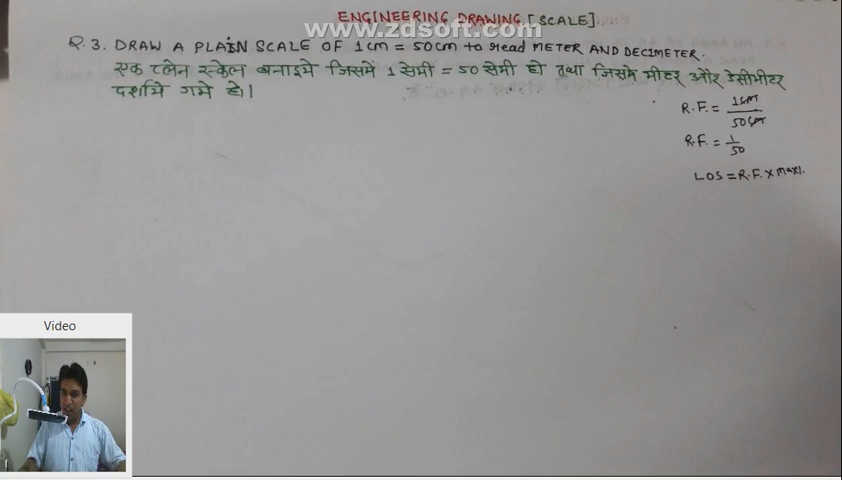 ENGINEERING DRAWING [SCALE]
www.zdsoft.com
Q.3. DRAW A PLAIN SCALE OF 1cm = 50cm to read METER AND DECIMETER.
एक प्लेन स्केल बनाइये जिसमें 1 सेमी = 50 सेमी हो तथा जिसमे मीटर और डेसीमीटर
दर्शाये गये हो।
R.F. = 1cm / 50cm
R.F. = 1/50
LOS = R.F. x maxi.
Video